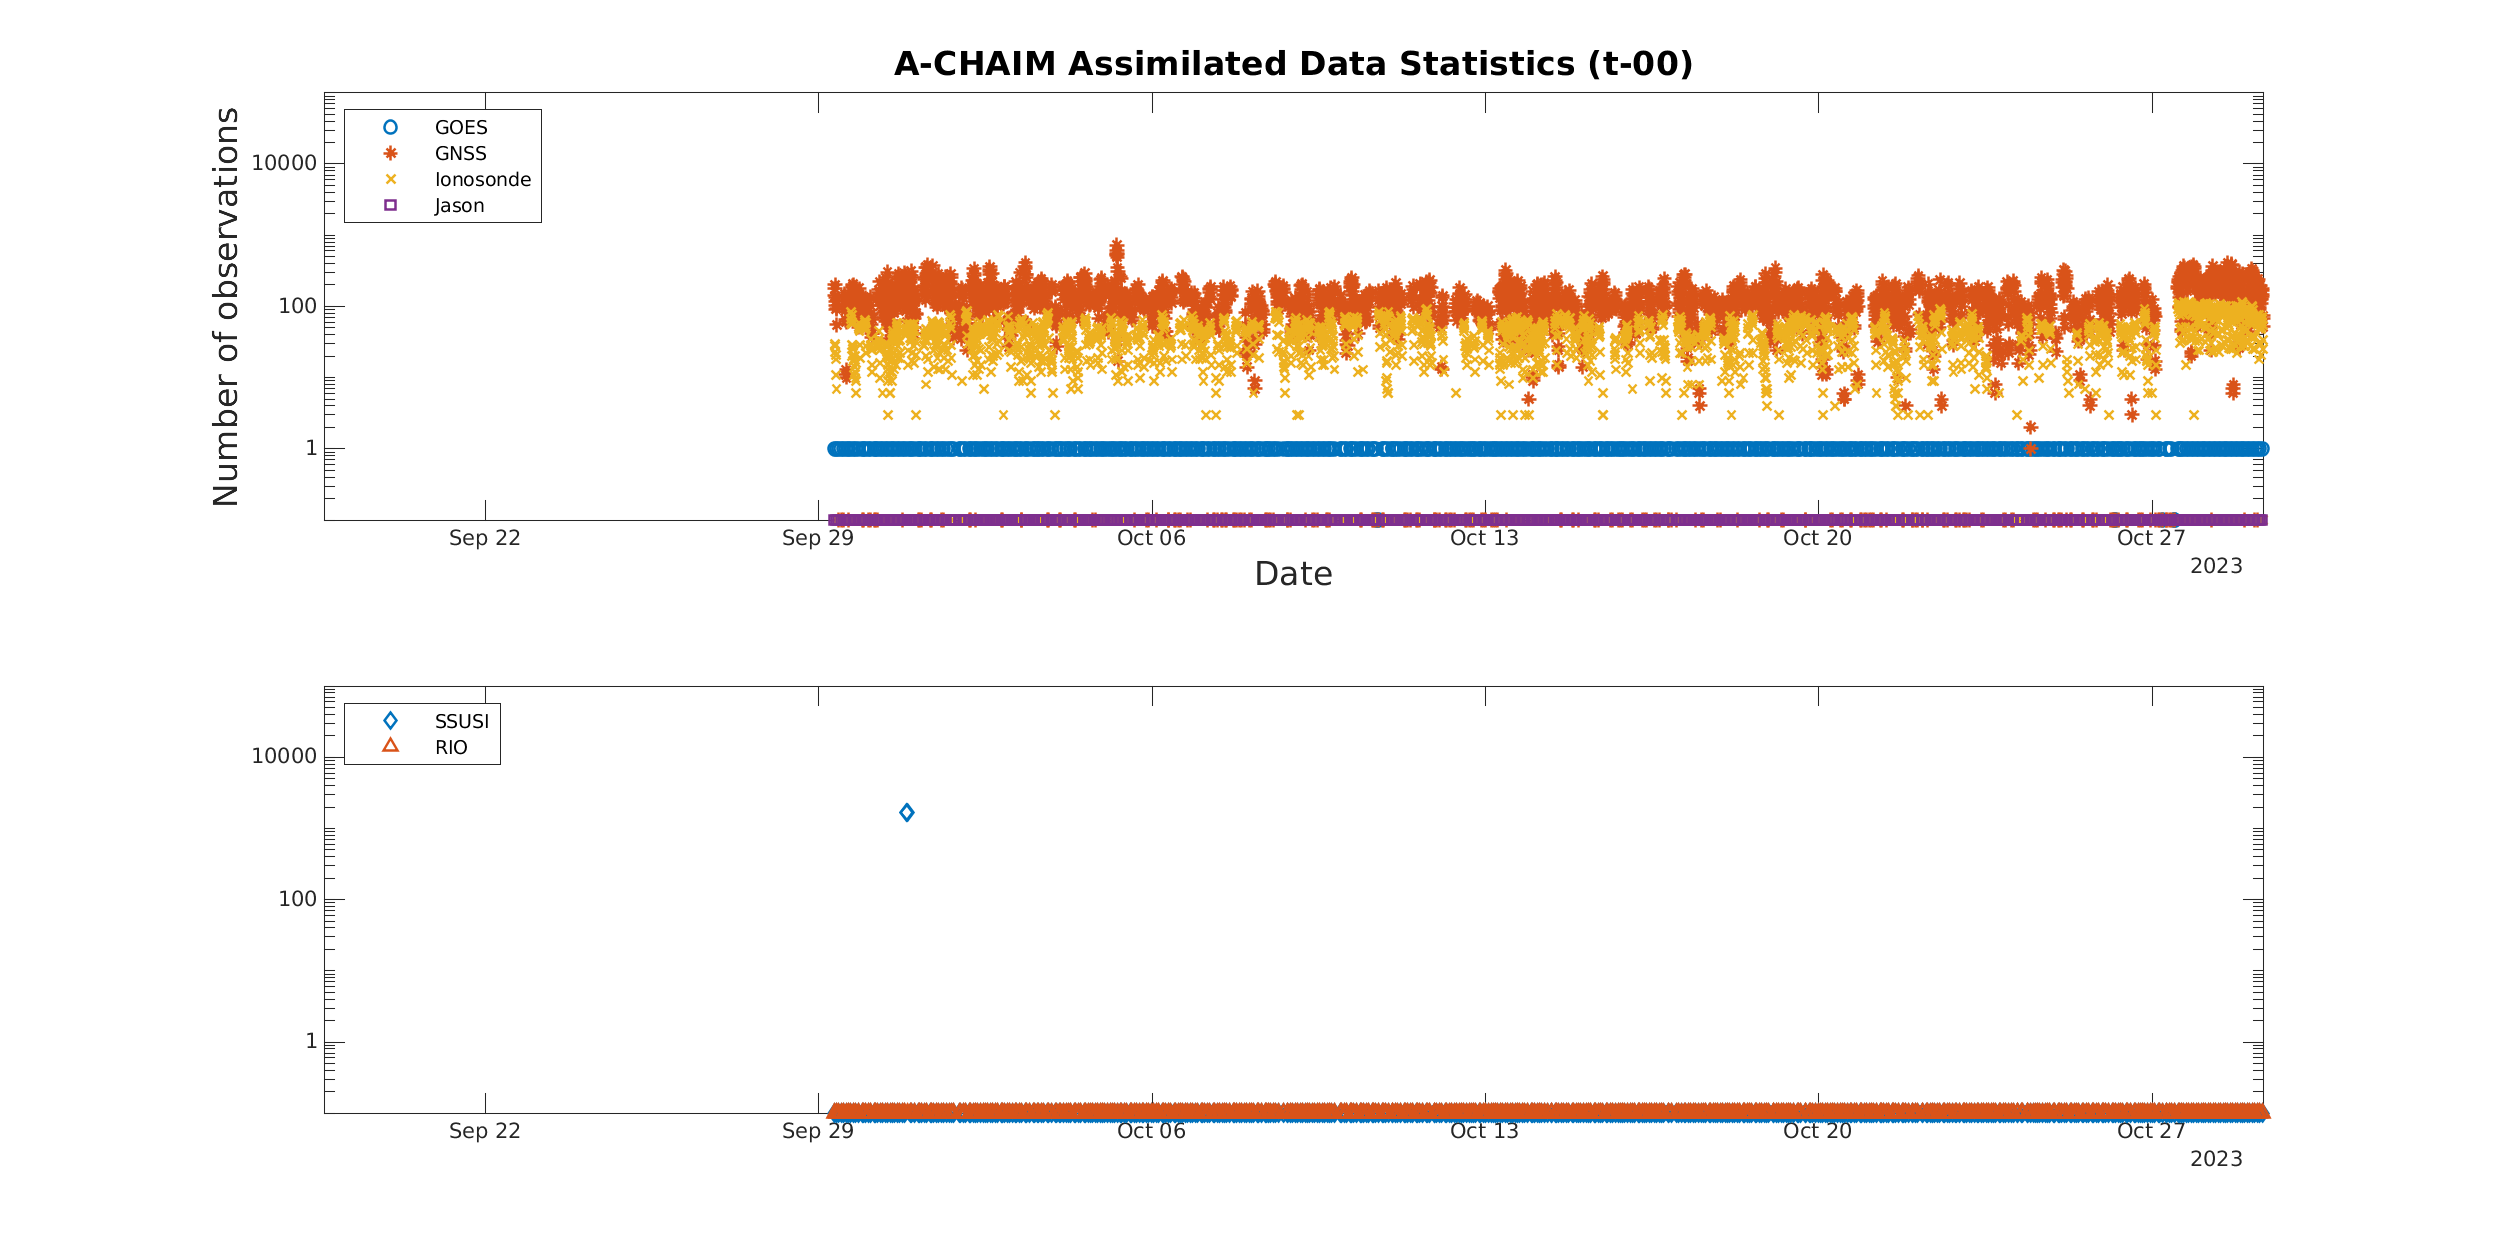 A-CHAIM Assimilated Data Statistics (t-00)
Number of observations
10000
100
1
GOES
GNSS
Ionosonde
Jason
Sep 22
Sep 29
Oct 06
Oct 13
Oct 20
Oct 27
2023
Date
10000
100
1
SSUSI
RIO
Sep 22
Sep 29
Oct 06
Oct 13
Oct 20
Oct 27
2023